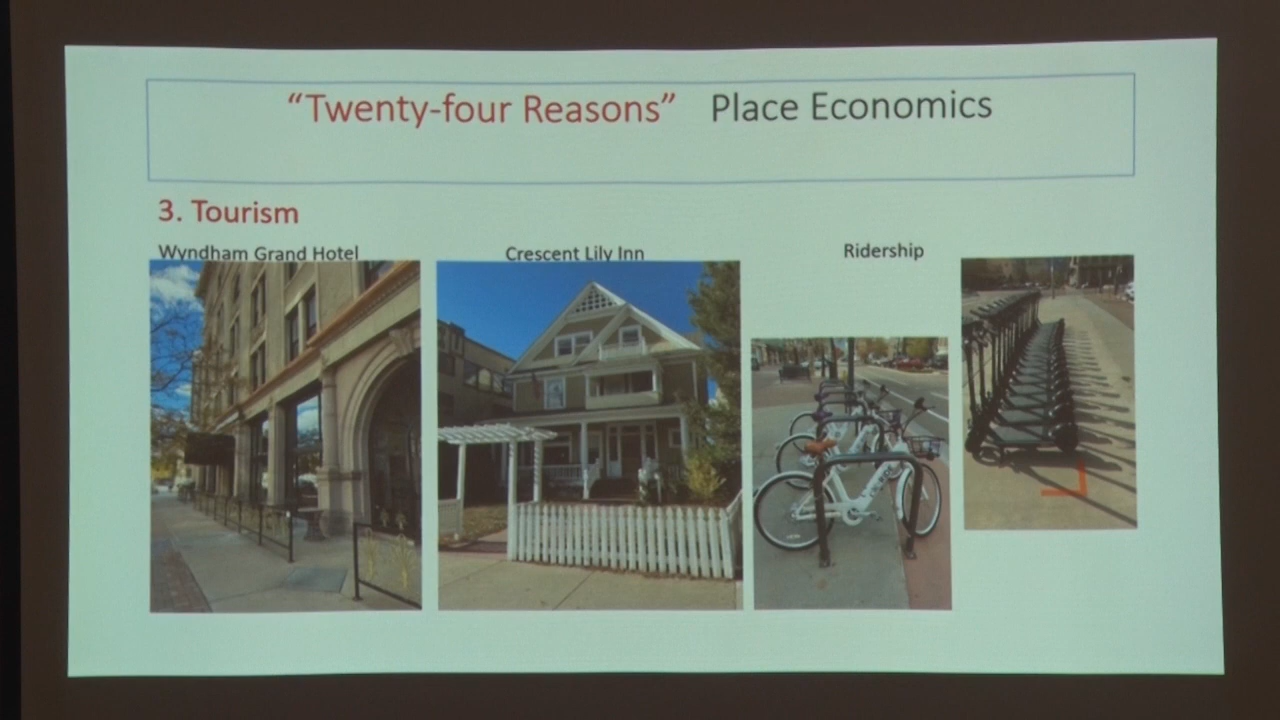 “Twenty-four Reasons” Place Economics
3. Tourism
Wyndham Grand Hotel
Crescent Lily Inn
Ridership